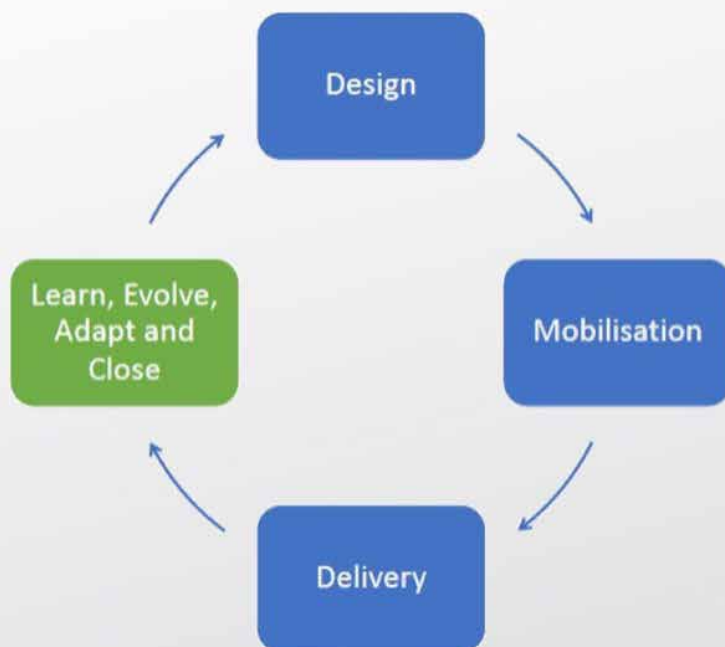 Design
Mobilisation
Delivery
Learn, Evolve,
Adapt and
Close